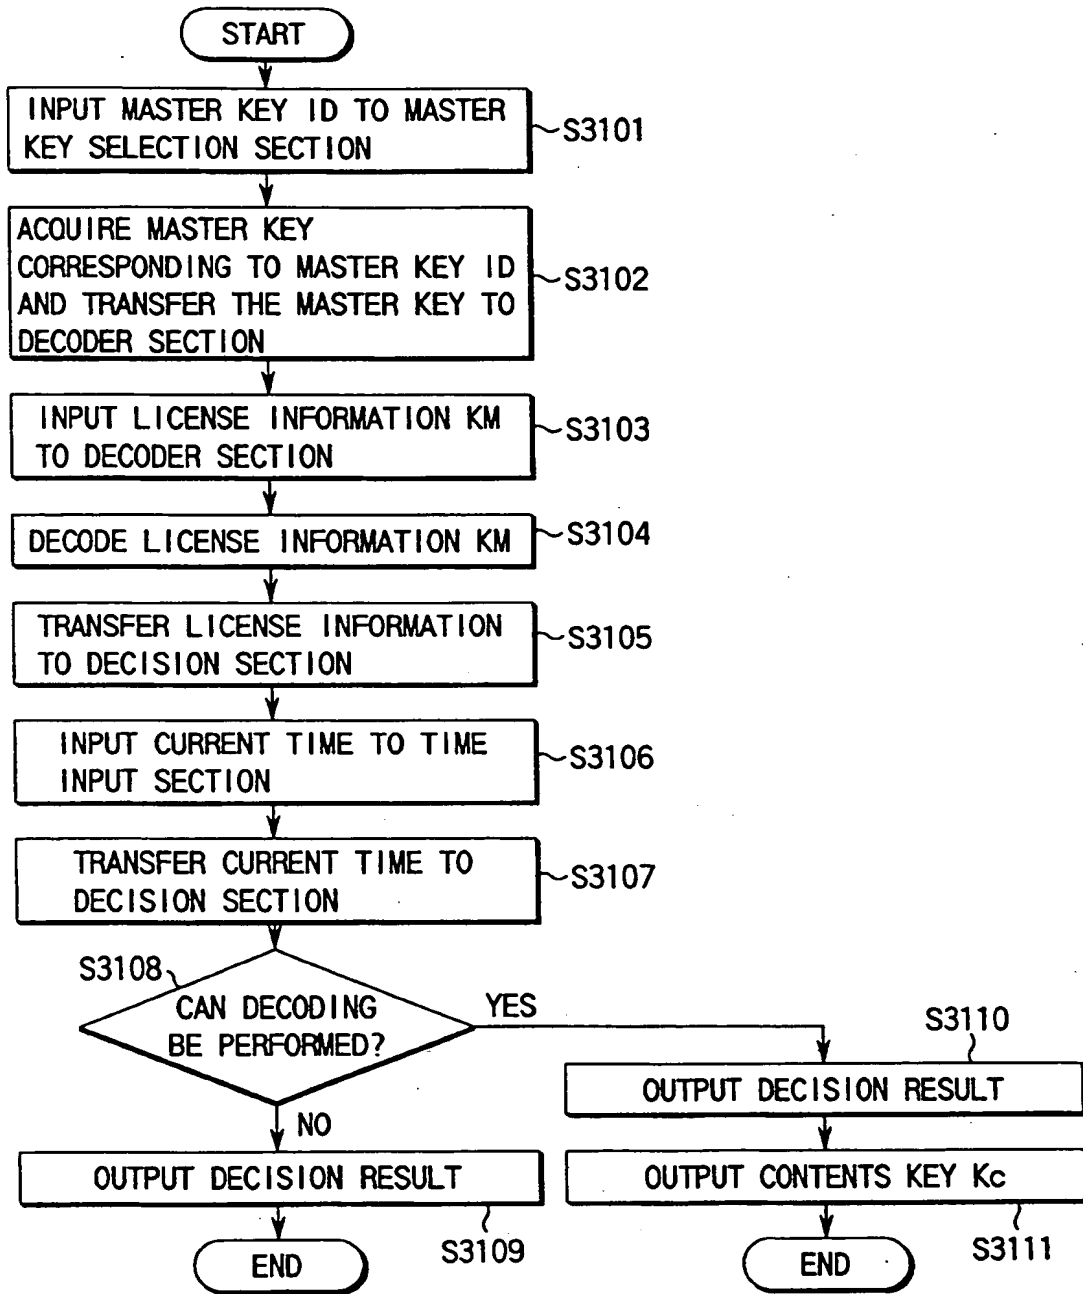 START
INPUT MASTER KEY ID TO MASTER
KEY SELECTION SECTION
S3101
ACQUIRE MASTER KEY
CORRESPONDING TO MASTER KEY ID
AND TRANSFER THE MASTER KEY TO
DECODER SECTION
S3102
INPUT LICENSE INFORMATION KM
TO DECODER SECTION
S3103
DECODE LICENSE INFORMATION KM
S3104
TRANSFER LICENSE INFORMATION
TO DECISION SECTION
S3105
INPUT CURRENT TIME TO TIME
INPUT SECTION
S3106
TRANSFER CURRENT TIME TO
DECISION SECTION
S3107
S3108
CAN DECODING
BE PERFORMED?
YES
NO
S3110
OUTPUT DECISION RESULT
OUTPUT DECISION RESULT
S3109
OUTPUT CONTENTS KEY Kc
S3111
END
END